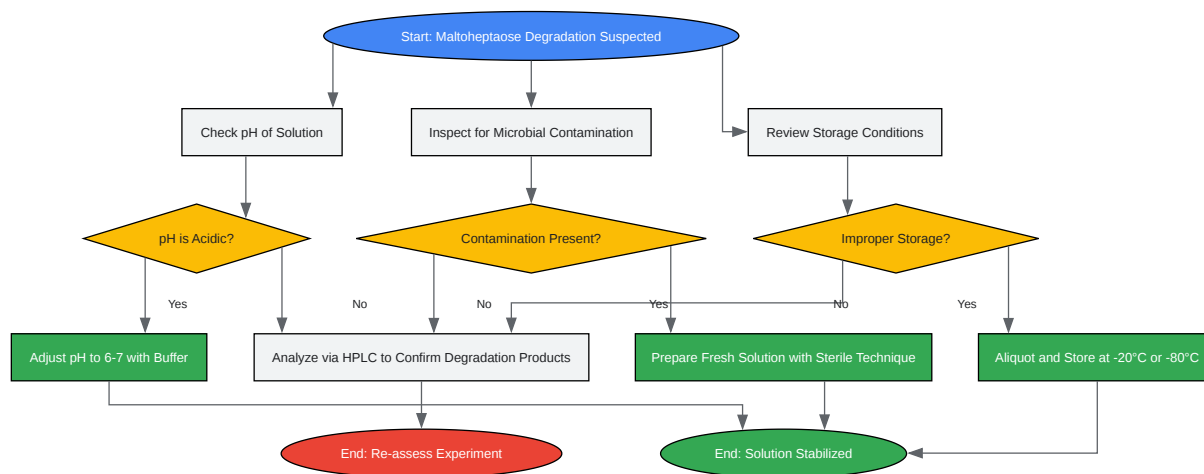 Start: Maltoheptaose Degradation Suspected
Check pH of Solution
Inspect for Microbial Contamination
Review Storage Conditions
pH is Acidic?
Contamination Present?
Improper Storage?
Yes
No
No
Yes
No
Yes
Adjust pH to 6-7 with Buffer
Analyze via HPLC to Confirm Degradation Products
Prepare Fresh Solution with Sterile Technique
Aliquot and Store at -20°C or -80°C
End: Re-assess Experiment
End: Solution Stabilized